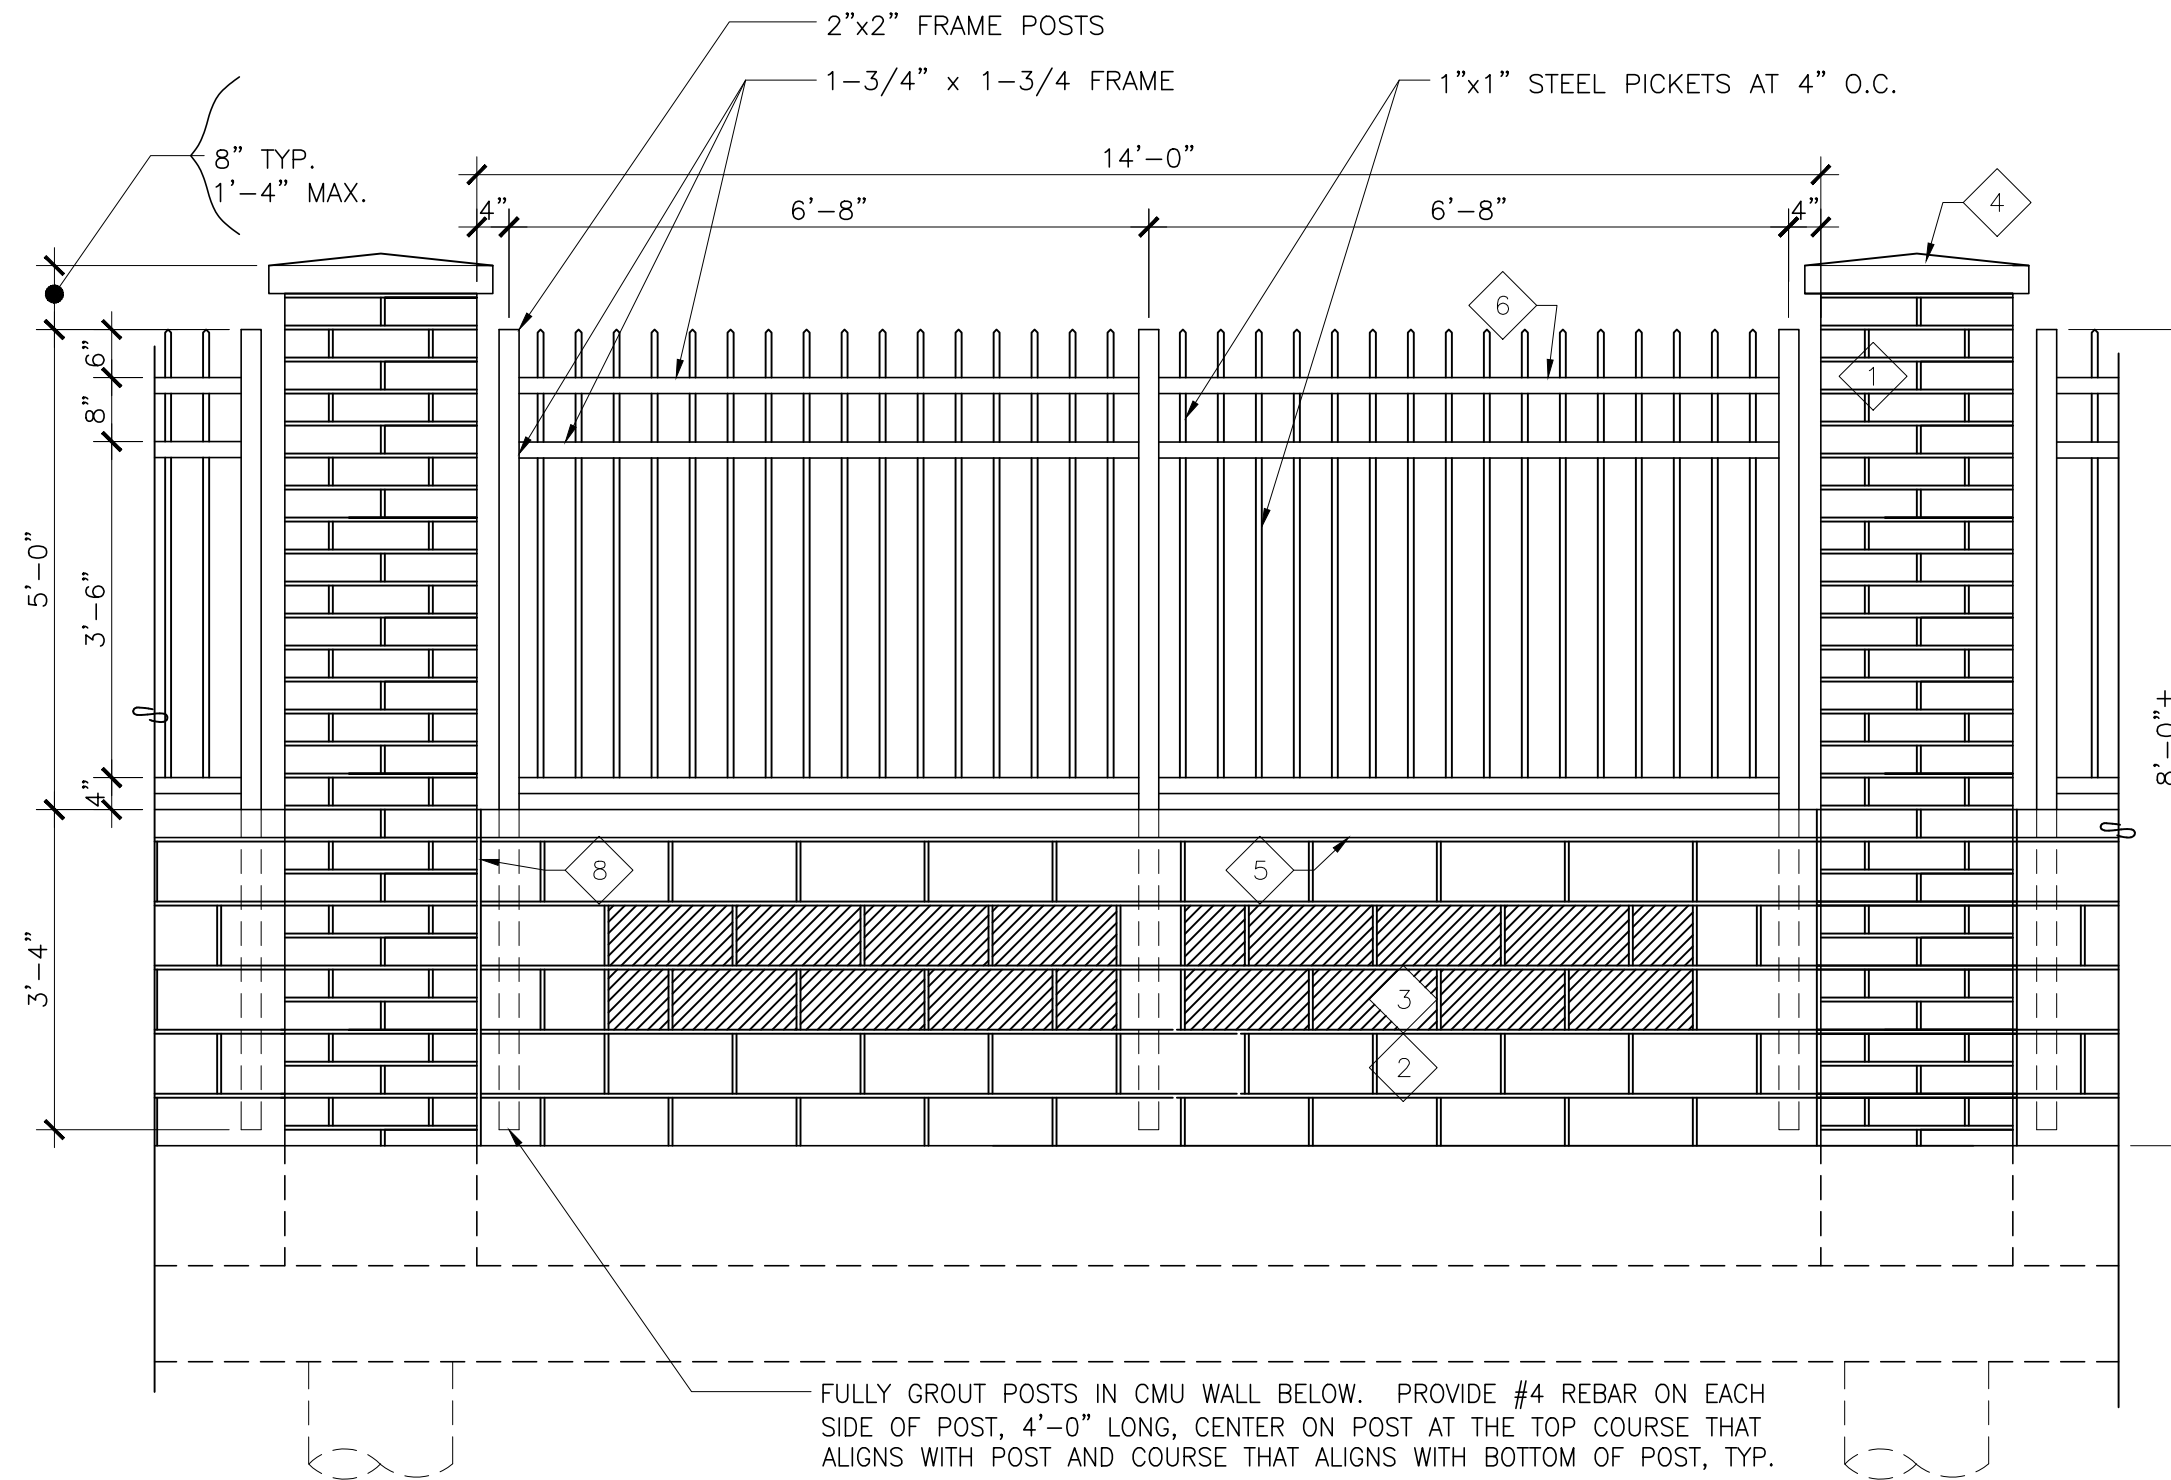 2”x2” FRAME POSTS
1-3/4” x 1-3/4 FRAME
1”x1” STEEL PICKETS AT 4” O.C.
8” TYP.
1’-4” MAX.
14’-0”
4”
6’-8”
6’-8”
4”
4
6
1
6”
8”
5’-0”
3’-6”
4”
8’-0”+
8
5
3’-4”
3
2
FULLY GROUT POSTS IN CMU WALL BELOW. PROVIDE #4 REBAR ON EACH
SIDE OF POST, 4’-0” LONG, CENTER ON POST AT THE TOP COURSE THAT
ALIGNS WITH POST AND COURSE THAT ALIGNS WITH BOTTOM OF POST, TYP.